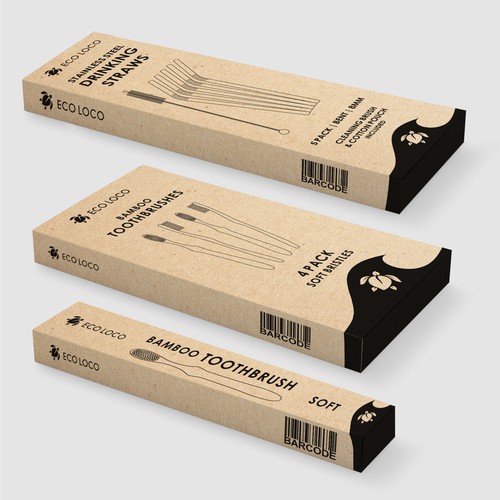 ECO LOCO
STAINLESS STEEL
DRINKING
STRAWS
5 PACK | BENT | 8MM
CLEANING BRUSH
& COTTON POUCH
INCLUDED
ECO LOCO
BARCODE
ECO LOCO
BAMBOO
TOOTHBRUSHES
4 PACK
SOFT BRISTLES
ECO LOCO
BARCODE
ECO LOCO
BAMBOO TOOTHBRUSH
SOFT
ECO LOCO
BARCODE